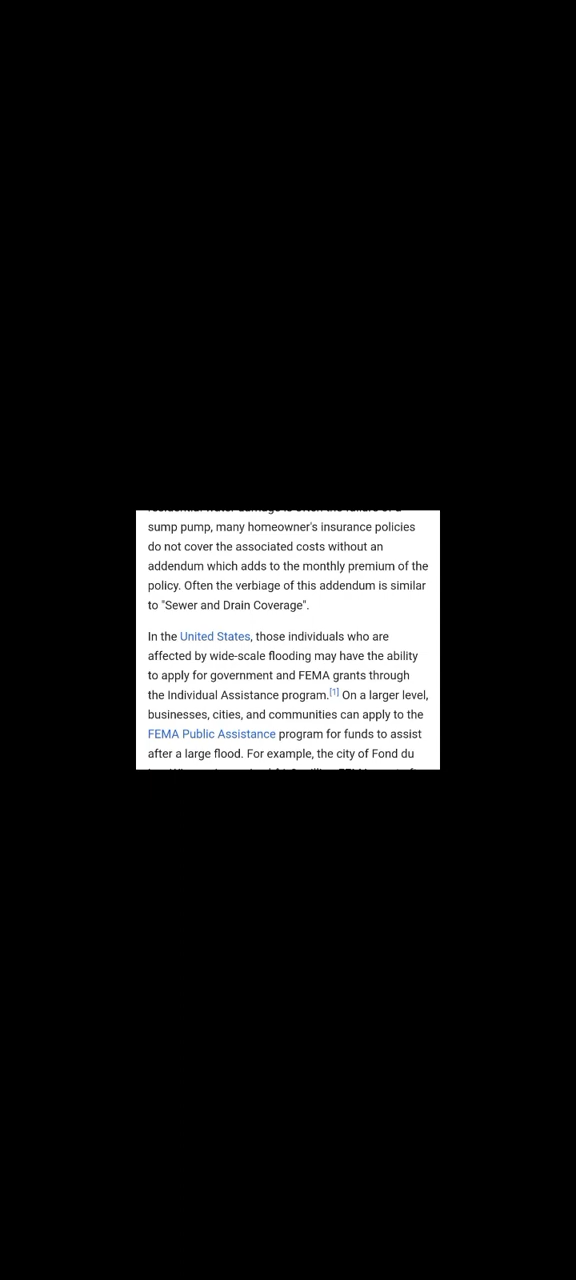 sump pump, many homeowner's insurance policies
do not cover the associated costs without an
addendum which adds to the monthly premium of the
policy. Often the verbiage of this addendum is similar
to "Sewer and Drain Coverage".
In the United States, those individuals who are
affected by wide-scale flooding may have the ability
to apply for government and FEMA grants through
the Individual Assistance program.[1] On a larger level,
businesses, cities, and communities can apply to the
FEMA Public Assistance program for funds to assist
after a large flood. For example, the city of Fond du